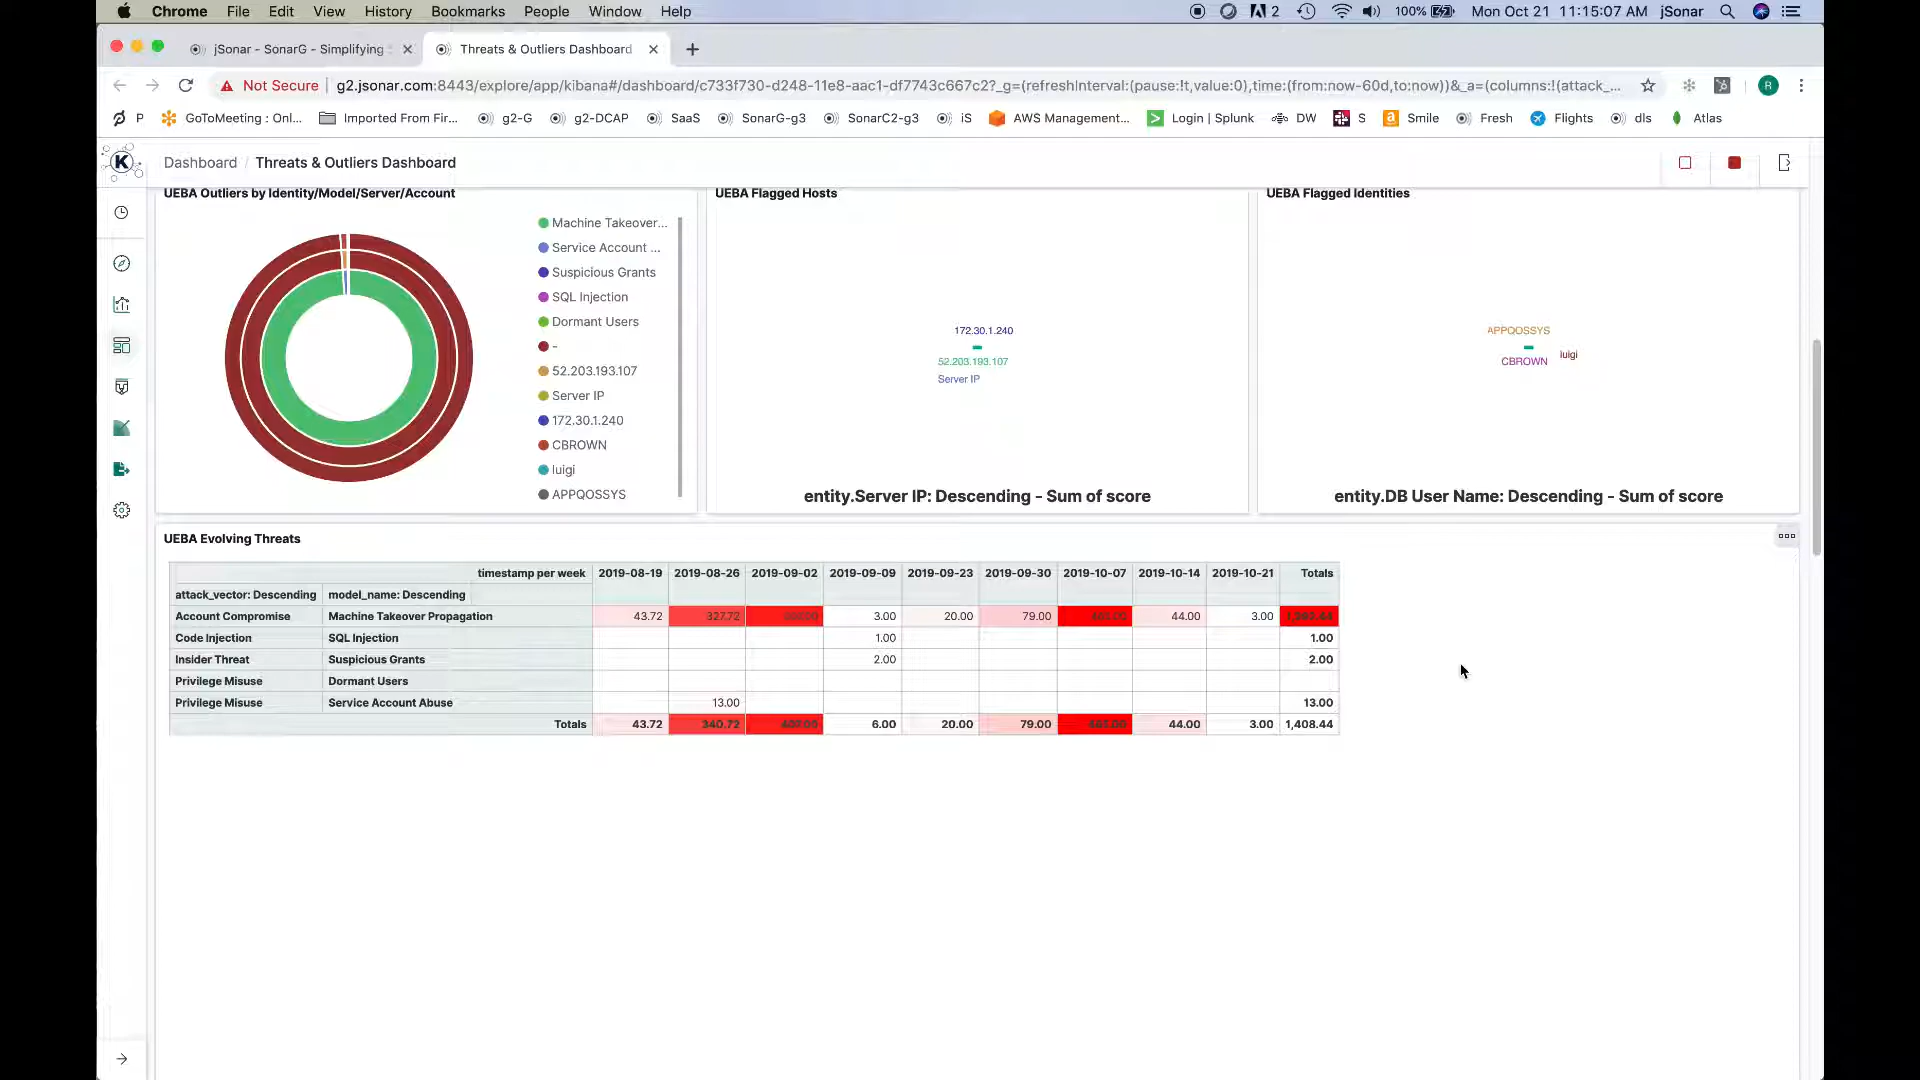 Chrome File Edit View History Bookmarks People Window Help 2 100% Mon Oct 21 11:15:07 AM jSonar
jSonar - SonarG - Simplifying Threats & Outliers Dashboard
Not Secure g2.jsonar.com:8443/explore/app/kibana#/dashboard/c733f730-d248-11e8-aac1-df7743c667c2?_g=(refreshInterval:(pause:!t,value:0),time:(from:now-60d,to:now))&_a=(columns:!(attack_... R
P GoToMeeting : Onl... Imported From Fir... g2-G g2-DCAP SaaS SonarG-g3 SonarC2-g3 iS AWS Management... Login | Splunk DW S Smile Fresh Flights dls Atlas
K Dashboard / Threats & Outliers Dashboard
UEBA Outliers by Identity/Model/Server/Account
Machine Takeover...
Service Account ...
Suspicious Grants
SQL Injection
Dormant Users
-
52.203.193.107
Server IP
172.30.1.240
CBROWN
luigi
APPQOSSYS
UEBA Flagged Hosts
172.30.1.240
52.203.193.107
Server IP
entity.Server IP: Descending - Sum of score
UEBA Flagged Identities
APPQOSSYS
luigi
CBROWN
entity.DB User Name: Descending - Sum of score
UEBA Evolving Threats
timestamp per week 2019-08-19 2019-08-26 2019-09-02 2019-09-09 2019-09-23 2019-09-30 2019-10-07 2019-10-14 2019-10-21 Totals
attack_vector: Descending model_name: Descending
Account Compromise Machine Takeover Propagation 43.72 327.72 3.00 20.00 79.00 44.00 3.00
Code Injection SQL Injection 1.00 1.00
Insider Threat Suspicious Grants 2.00 2.00
Privilege Misuse Dormant Users
Privilege Misuse Service Account Abuse 13.00 13.00
Totals 43.72 340.72 6.00 20.00 79.00 44.00 3.00 1,408.44